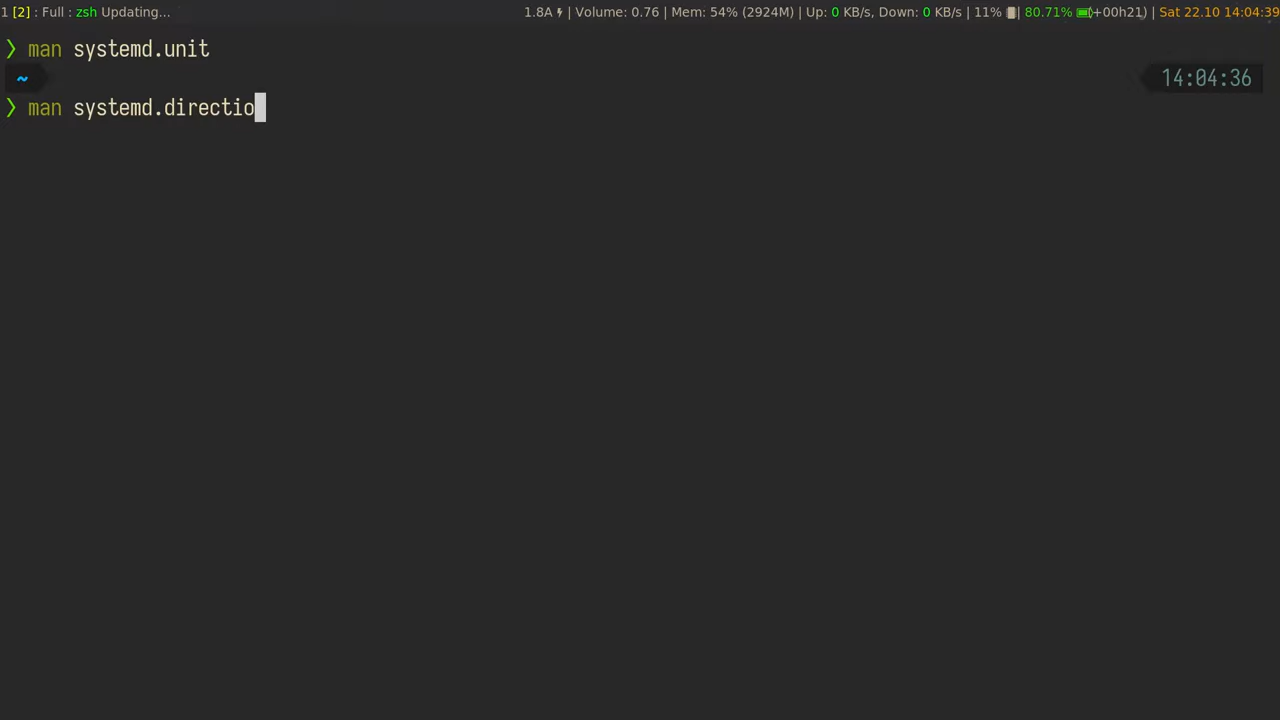 1 [2] : Full : zsh Updating... 1.8A ⚡ | Volume: 0.76 | Mem: 54% (2924M) | Up: 0 KB/s, Down: 0 KB/s | 11% | 80.71% +00h21) | Sat 22.10 14:04:39
❯ man systemd.unit
~ 14:04:36
❯ man systemd.directio